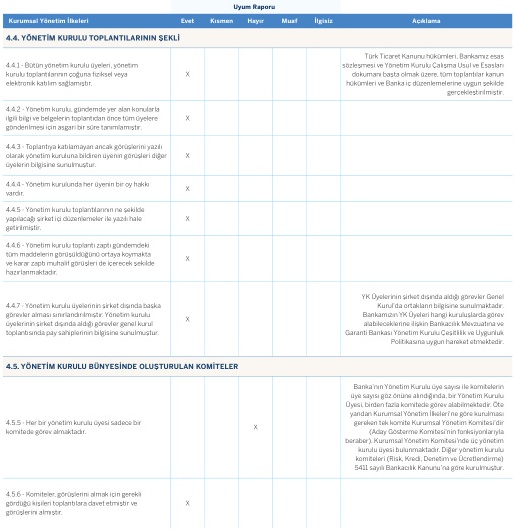 Uyum Raporu
Kurumsal Yönetim İlkeleri Evet Kısmen Hayır Muaf İlgisiz Açıklama
4.4. YÖNETİM KURULU TOPLANTILARININ ŞEKLİ
4.4.1 - Bütün yönetim kurulu üyeleri, yönetim
kurulu toplantılarının çoğuna fiziksel veya
elektronik katılım sağlamıştır.
X
Türk Ticaret Kanunu hükümleri, Bankamız esas
sözleşmesi ve Yönetim Kurulu Çalışma Usul ve Esasları
dokümanı başta olmak üzere, tüm toplantılar kanun
hükümleri ve Banka iç düzenlemelerine uygun şekilde
gerçekleştirilmiştir.
4.4.2 - Yönetim kurulu, gündemde yer alan konularla
ilgili bilgi ve belgelerin toplantıdan önce tüm üyelere
gönderilmesi için asgari bir süre tanımlamıştır.
X
4.4.3 - Toplantıya katılamayan ancak görüşlerini yazılı
olarak yönetim kuruluna bildiren üyenin görüşleri diğer
üyelerin bilgisine sunulmuştur.
X
4.4.4 - Yönetim kurulunda her üyenin bir oy hakkı
vardır.
X
4.4.5 - Yönetim kurulu toplantılarının ne şekilde
yapılacağı şirket içi düzenlemeler ile yazılı hale
getirilmiştir.
X
4.4.6 - Yönetim kurulu toplantı zaptı gündemdeki
tüm maddelerin görüşüldüğünü ortaya koymakta
ve karar zaptı muhalif görüşleri de içerecek şekilde
hazırlanmaktadır.
X
4.4.7 - Yönetim kurulu üyelerinin şirket dışında başka
görevler alması sınırlandırılmıştır. Yönetim kurulu
üyelerinin şirket dışında aldığı görevler genel kurul
toplantısında pay sahiplerinin bilgisine sunulmuştur.
X
YK Üyelerinin şirket dışında aldığı görevler Genel
Kurul'da ortakların bilgisine sunulmaktadır.
Bankamızın YK Üyeleri hangi kuruluşlarda görev
alabileceklerine ilişkin Bankacılık Mevzuatına ve
Garanti Bankası Yönetim Kurulu Çeşitlilik ve Uygunluk
Politikasına uygun hareket etmektedir.
4.5. YÖNETİM KURULU BÜNYESİNDE OLUŞTURULAN KOMİTELER
4.5.5 - Her bir yönetim kurulu üyesi sadece bir
komitede görev almaktadır.
X
Banka'nın Yönetim Kurulu üye sayısı ile komitelerin
üye sayısı göz önüne alındığında, bir Yönetim Kurulu
Üyesi, birden fazla komitede görev alabilmektedir. Öte
yandan Kurumsal Yönetim İlkeleri'ne göre kurulması
gereken tek komite Kurumsal Yönetim Komitesi'dir
(Aday Gösterme Komitesi'nin fonksiyonlarıyla
beraber). Kurumsal Yönetim Komitesi'nde üç yönetim
kurulu üyesi bulunmaktadır. Diğer yönetim kurulu
komiteleri (Risk, Kredi, Denetim ve Ücretlendirme)
5411 sayılı Bankacılık Kanunu'na göre kurulmuştur.
4.5.6 - Komiteler, görüşlerini almak için gerekli
gördüğü kişileri toplantılara davet etmiştir ve
görüşlerini almıştır.
X